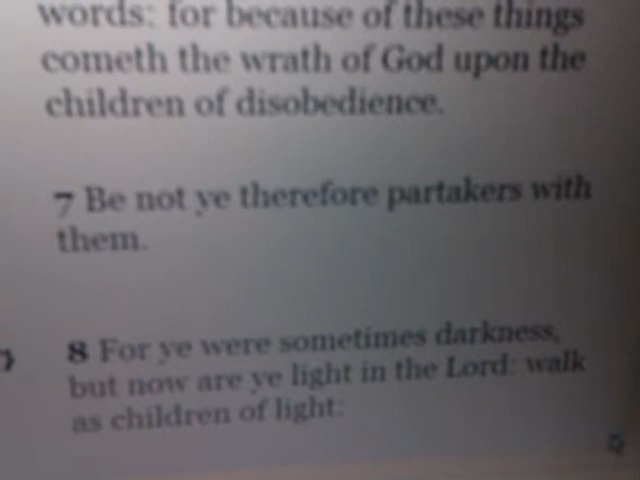 words: for because of these things
cometh the wrath of God upon the
children of disobedience.
7 Be not ye therefore partakers with
them.
8 For ye were sometimes darkness,
but now are ye light in the Lord: walk
as children of light: